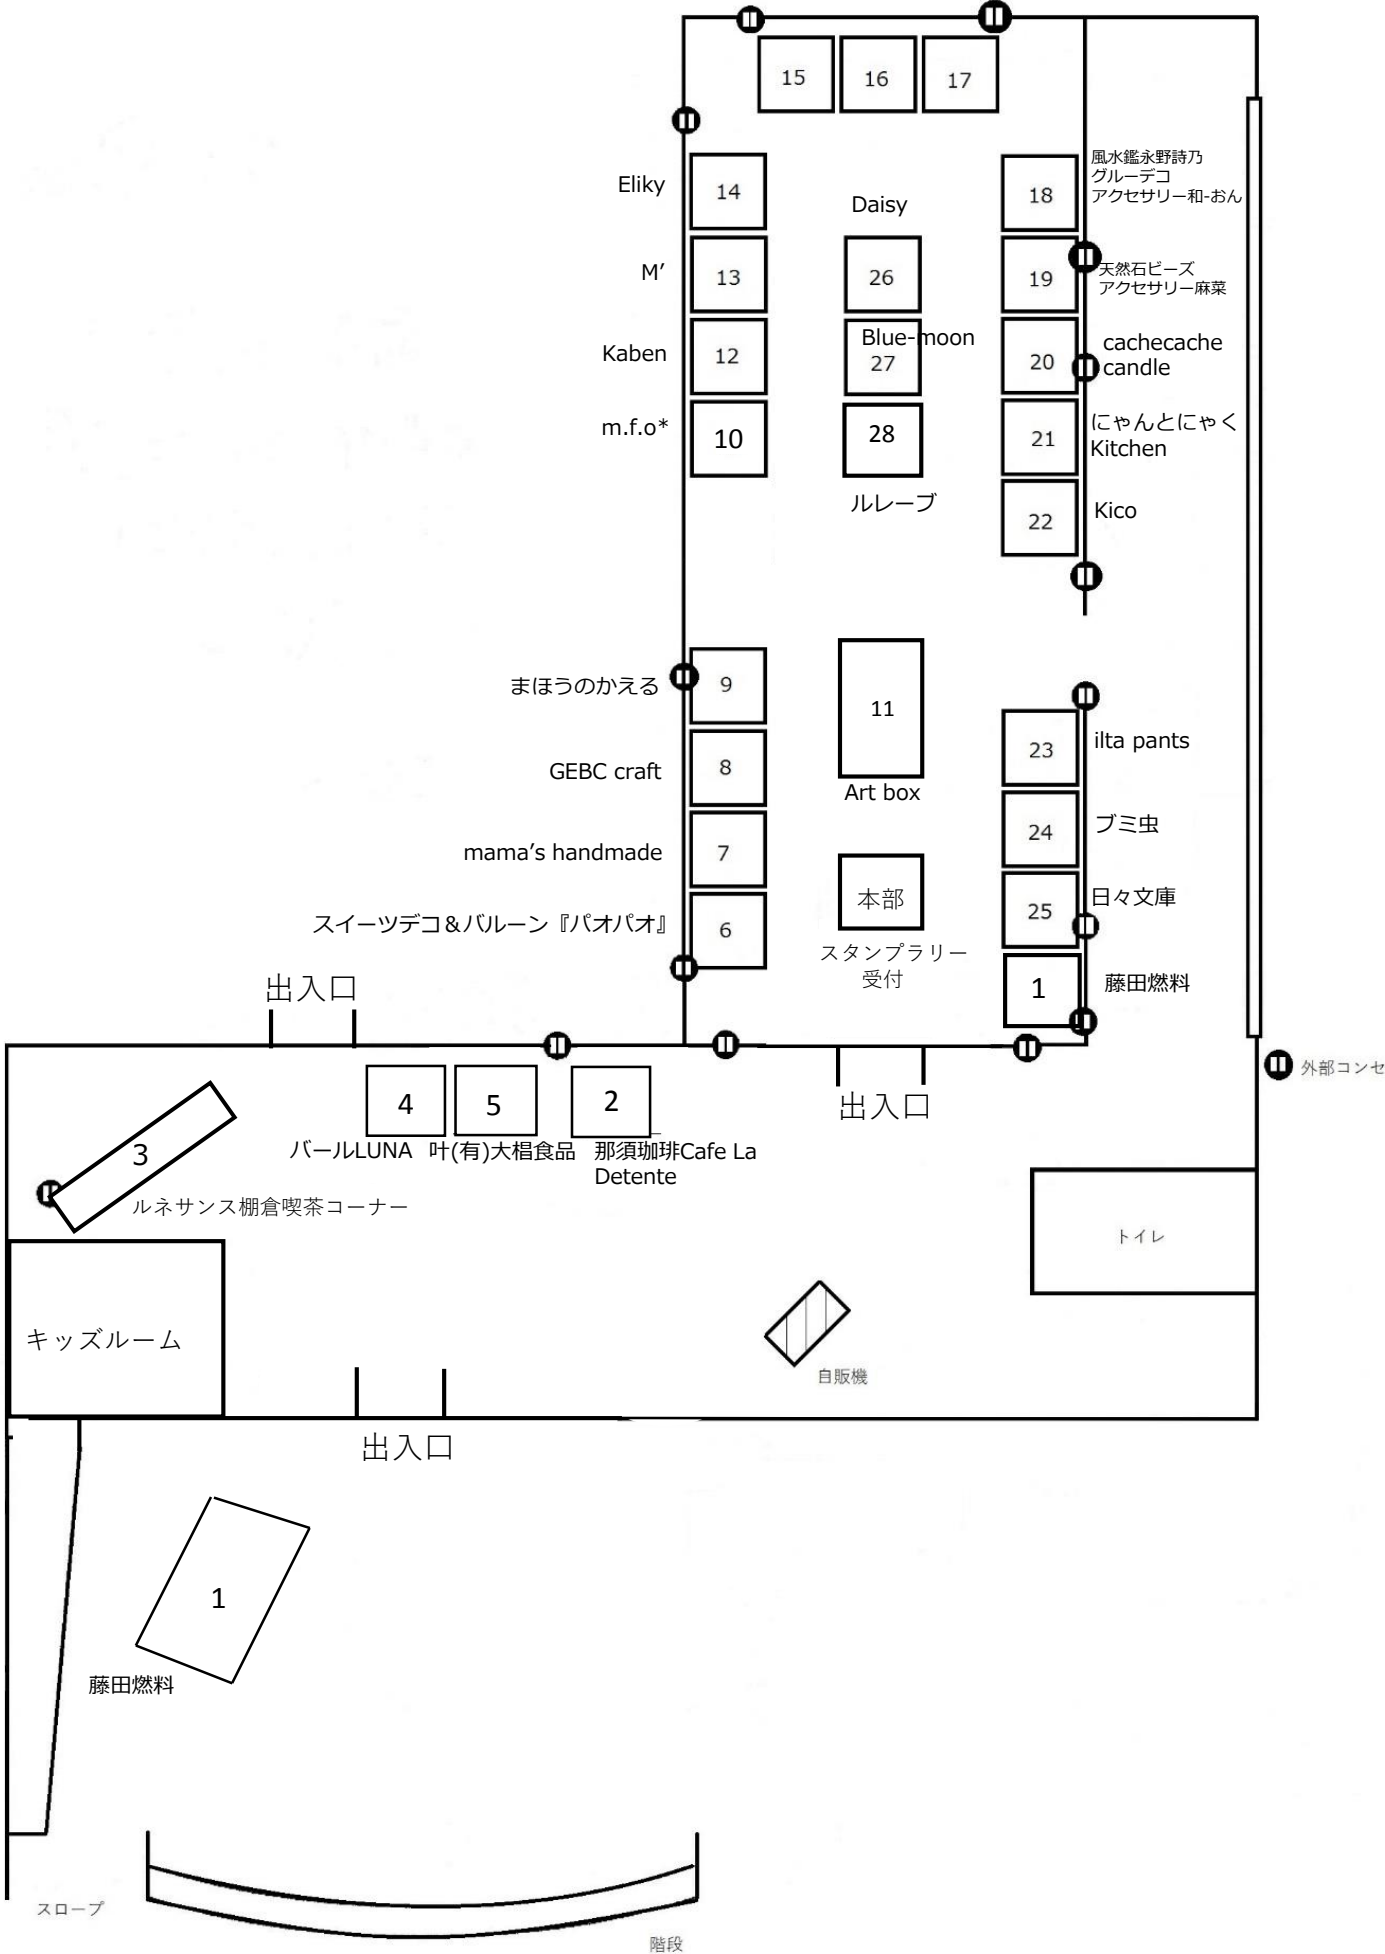 15
16
17
Eliky
14
Daisy
18
風水鑑永野詩乃
グルーデコ
アクセサリー和-おん
M’
13
26
19
天然石ビーズ
アクセサリー麻菜
Kaben
12
Blue-moon
27
20
cachecache
candle
m.f.o*
10
28
21
にゃんとにゃく
Kitchen
ルレーブ
22
Kico
まほうのかえる
9
11
Art box
23
ilta pants
GEBC craft
8
24
ブミ虫
mama’s handmade
7
本部
スタンプラリー
受付
25
日々文庫
スイーツデコ＆バルーン『パオパオ』
6
1
藤田燃料
出入口
出入口
外部コンセ
4
5
2
バールLUNA
叶(有)大椙食品
那須珈琲Cafe La
Detente
3
ルネサンス棚倉喫茶コーナー
トイレ
キッズルーム
自販機
出入口
1
藤田燃料
スロープ
階段